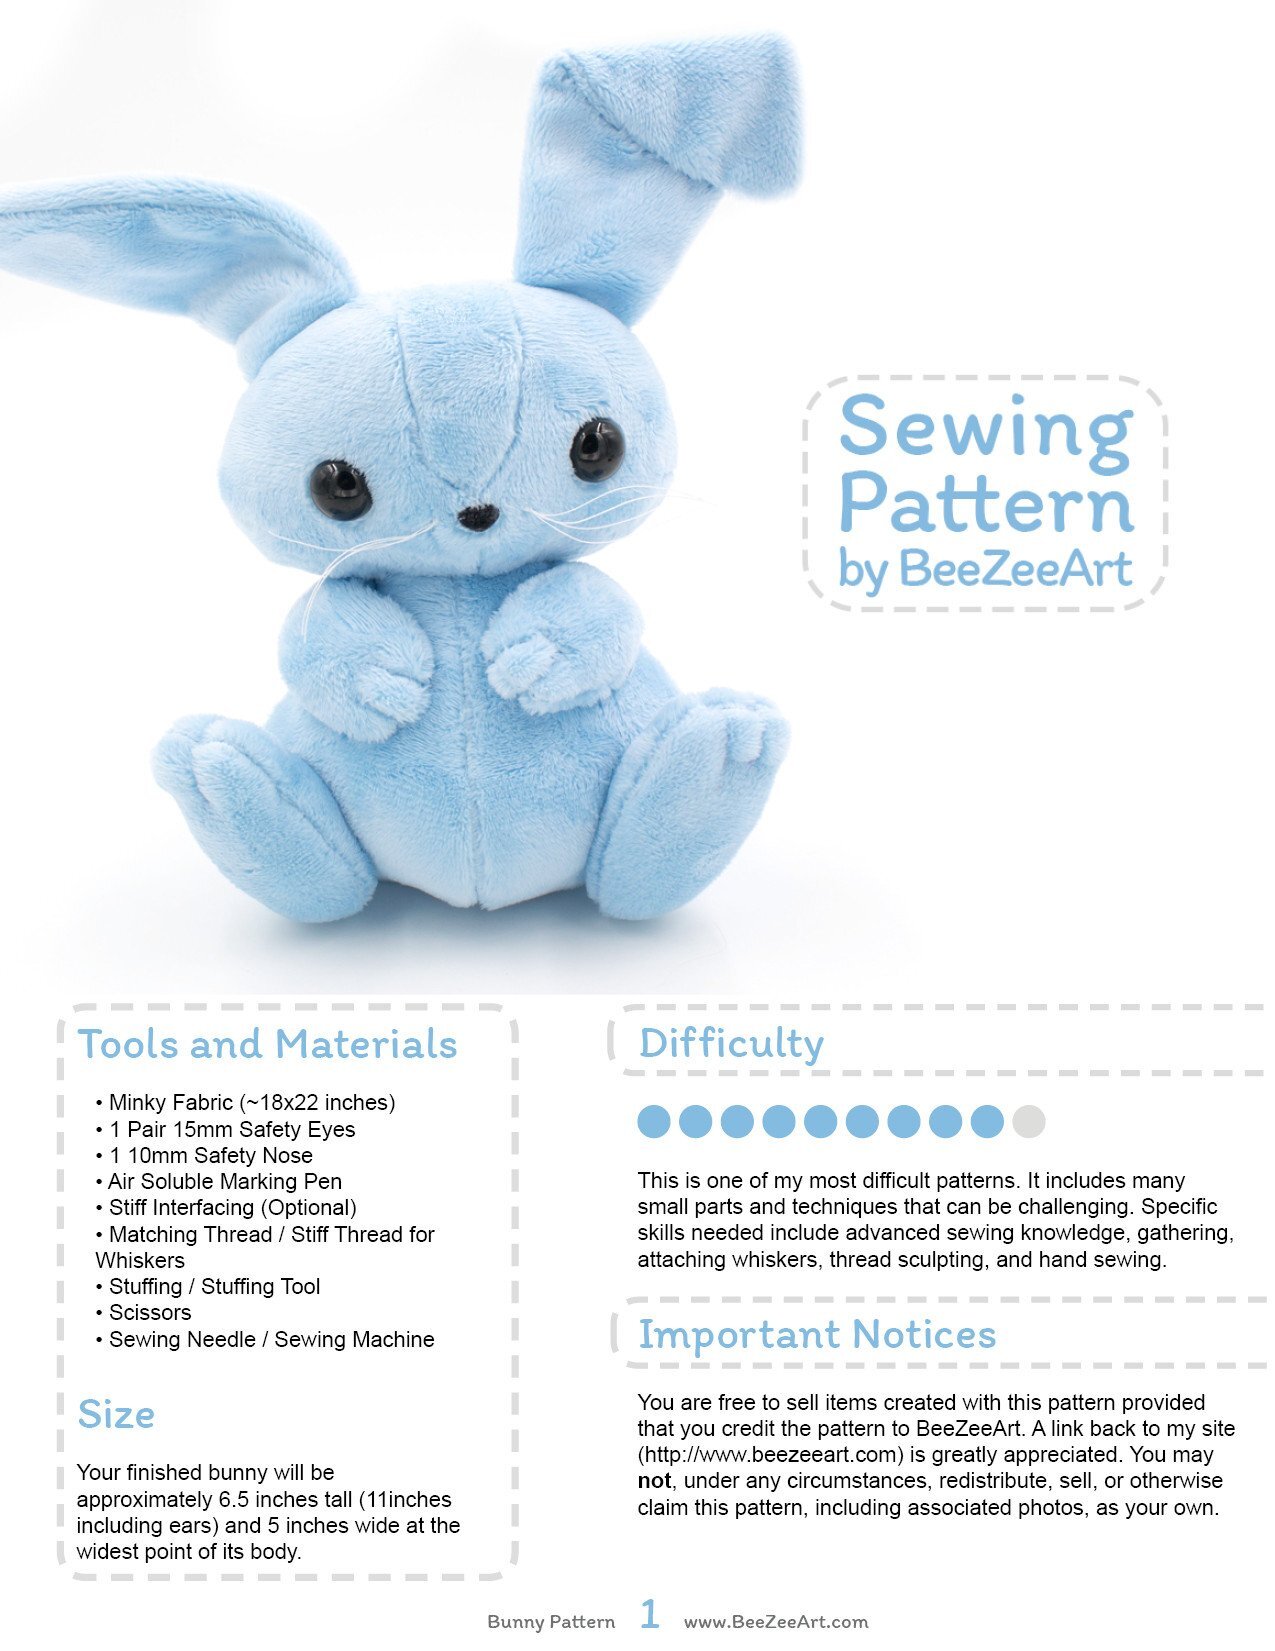 Sewing
Pattern
by BeeZeeArt
Tools and Materials
• Minky Fabric (~18x22 inches)
• 1 Pair 15mm Safety Eyes
• 1 10mm Safety Nose
• Air Soluble Marking Pen
• Stiff Interfacing (Optional)
• Matching Thread / Stiff Thread for
Whiskers
• Stuffing / Stuffing Tool
• Scissors
• Sewing Needle / Sewing Machine
Size
Your finished bunny will be
approximately 6.5 inches tall (11inches
including ears) and 5 inches wide at the
widest point of its body.
Difficulty
This is one of my most difficult patterns. It includes many
small parts and techniques that can be challenging. Specific
skills needed include advanced sewing knowledge, gathering,
attaching whiskers, thread sculpting, and hand sewing.
Important Notices
You are free to sell items created with this pattern provided
that you credit the pattern to BeeZeeArt. A link back to my site
(http://www.beezeeart.com) is greatly appreciated. You may
not, under any circumstances, redistribute, sell, or otherwise
claim this pattern, including associated photos, as your own.
Bunny Pattern 1 www.BeeZeeArt.com